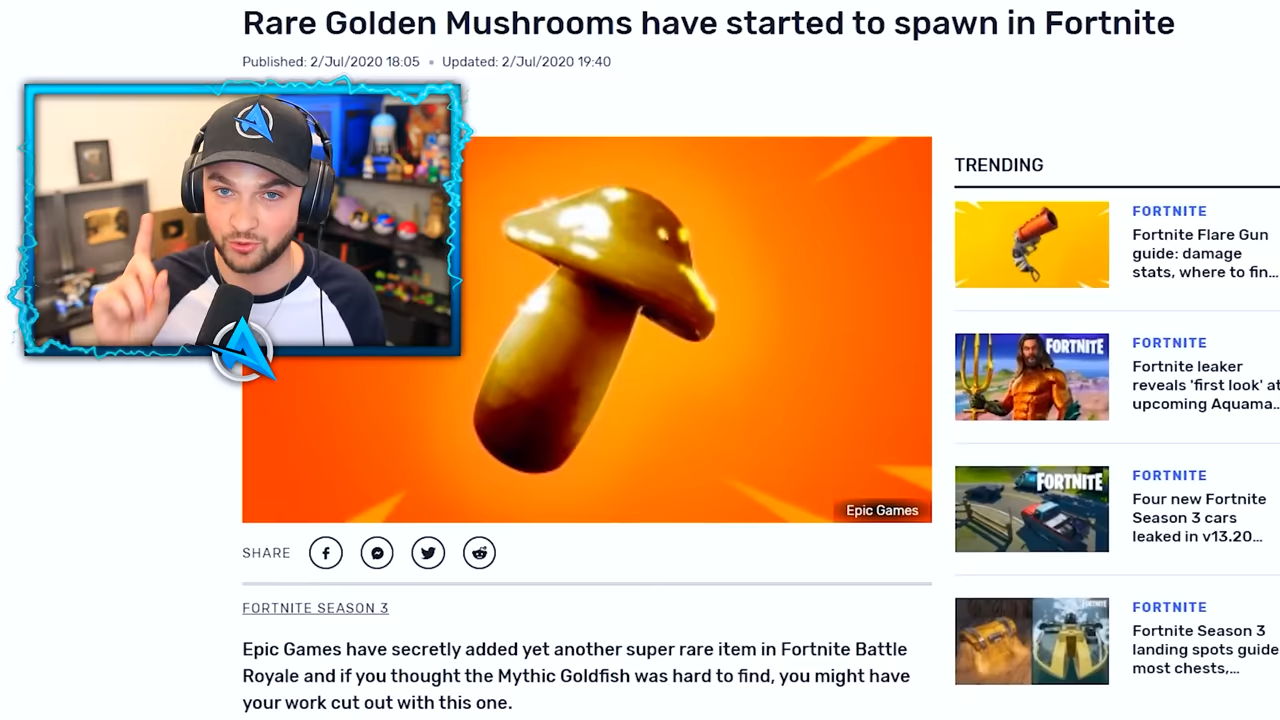 Rare Golden Mushrooms have started to spawn in Fortnite
Published: 2/Jul/2020 18:05 • Updated: 2/Jul/2020 19:40
TRENDING
FORTNITE
Fortnite Flare Gun
guide: damage
stats, where to fin...
FORTNITE
FORTNITE
Fortnite leaker
reveals 'first look' at
upcoming Aquama...
FORTNITE
FORTNITE
Four new Fortnite
Season 3 cars
leaked in v13.20...
FORTNITE
FORTNITE
Fortnite Season 3
landing spots guide
most chests,...
Epic Games
SHARE
FORTNITE SEASON 3
Epic Games have secretly added yet another super rare item in Fortnite Battle
Royale and if you thought the Mythic Goldfish was hard to find, you might have
your work cut out with this one.